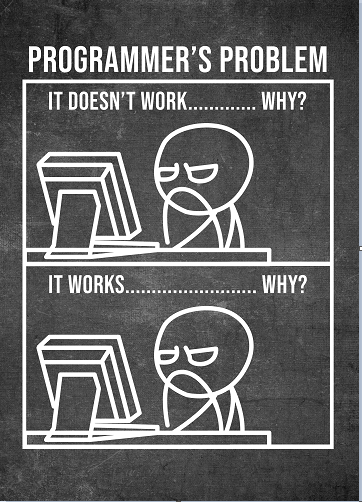 PROGRAMMER'S PROBLEM
IT DOESN'T WORK............. WHY?
IT WORKS......................... WHY?